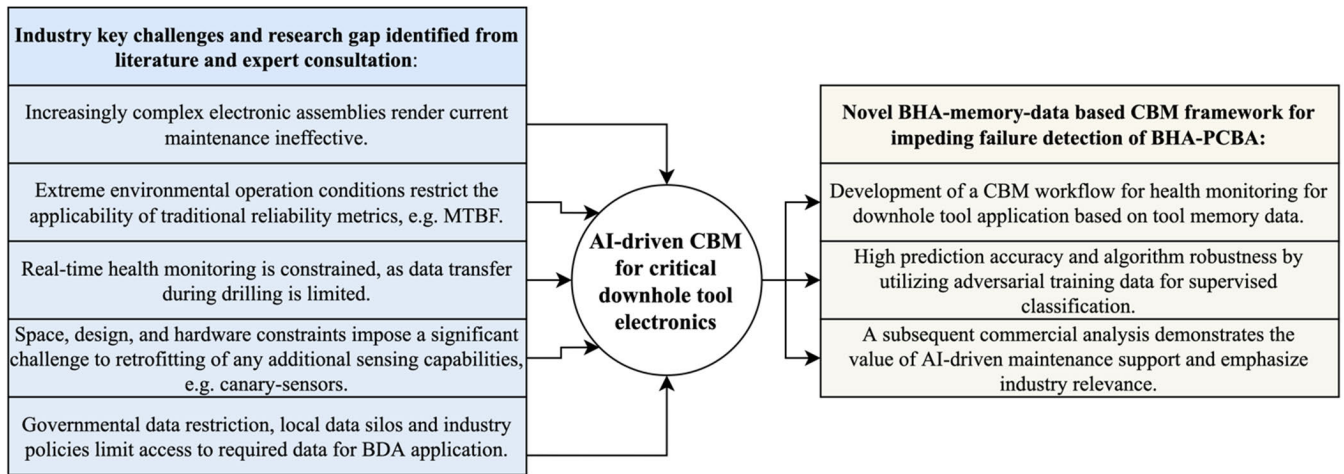 Industry key challenges and research gap identified from
literature and expert consultation:
Increasingly complex electronic assemblies render current
maintenance ineffective.
Extreme environmental operation conditions restrict the
applicability of traditional reliability metrics, e.g. MTBF.
Real-time health monitoring is constrained, as data transfer
during drilling is limited.
Space, design, and hardware constraints impose a significant
challenge to retrofitting of any additional sensing capabilities,
e.g. canary-sensors.
Governmental data restriction, local data silos and industry
policies limit access to required data for BDA application.
AI-driven CBM
for critical
downhole tool
electronics
Novel BHA-memory-data based CBM framework for
impeding failure detection of BHA-PCBA:
Development of a CBM workflow for health monitoring for
downhole tool application based on tool memory data.
High prediction accuracy and algorithm robustness by
utilizing adversarial training data for supervised
classification.
A subsequent commercial analysis demonstrates the
value of AI-driven maintenance support and emphasize
industry relevance.